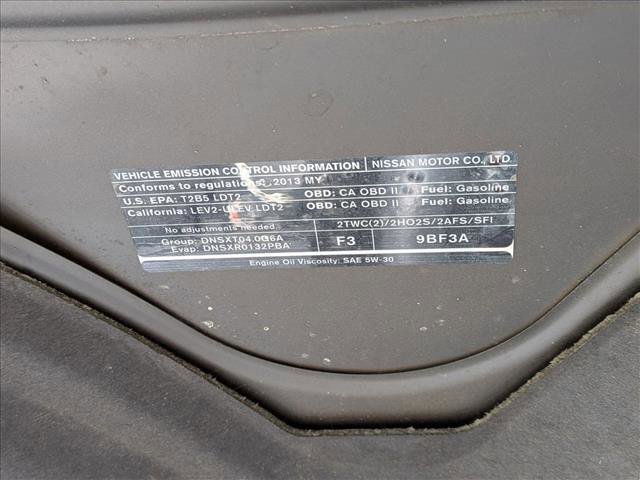 VEHICLE EMISSION CONTROL INFORMATION NISSAN MOTOR CO., LTD
Conforms to regulations: 2013 MY
U.S. EPA: T2B5 LDT2 OBD: CA OBD II Fuel: Gasoline
California: LEV2-ULEV LDT2 OBD: CA OBD II Fuel: Gasoline
No adjustments needed. 2TWC(2)/2HO2S/2AFS/SFI
Group: DNSXT04.0G6A F3 9BF3A
Evap: DNSXR0132PBA
Engine Oil Viscosity: SAE 5W-30